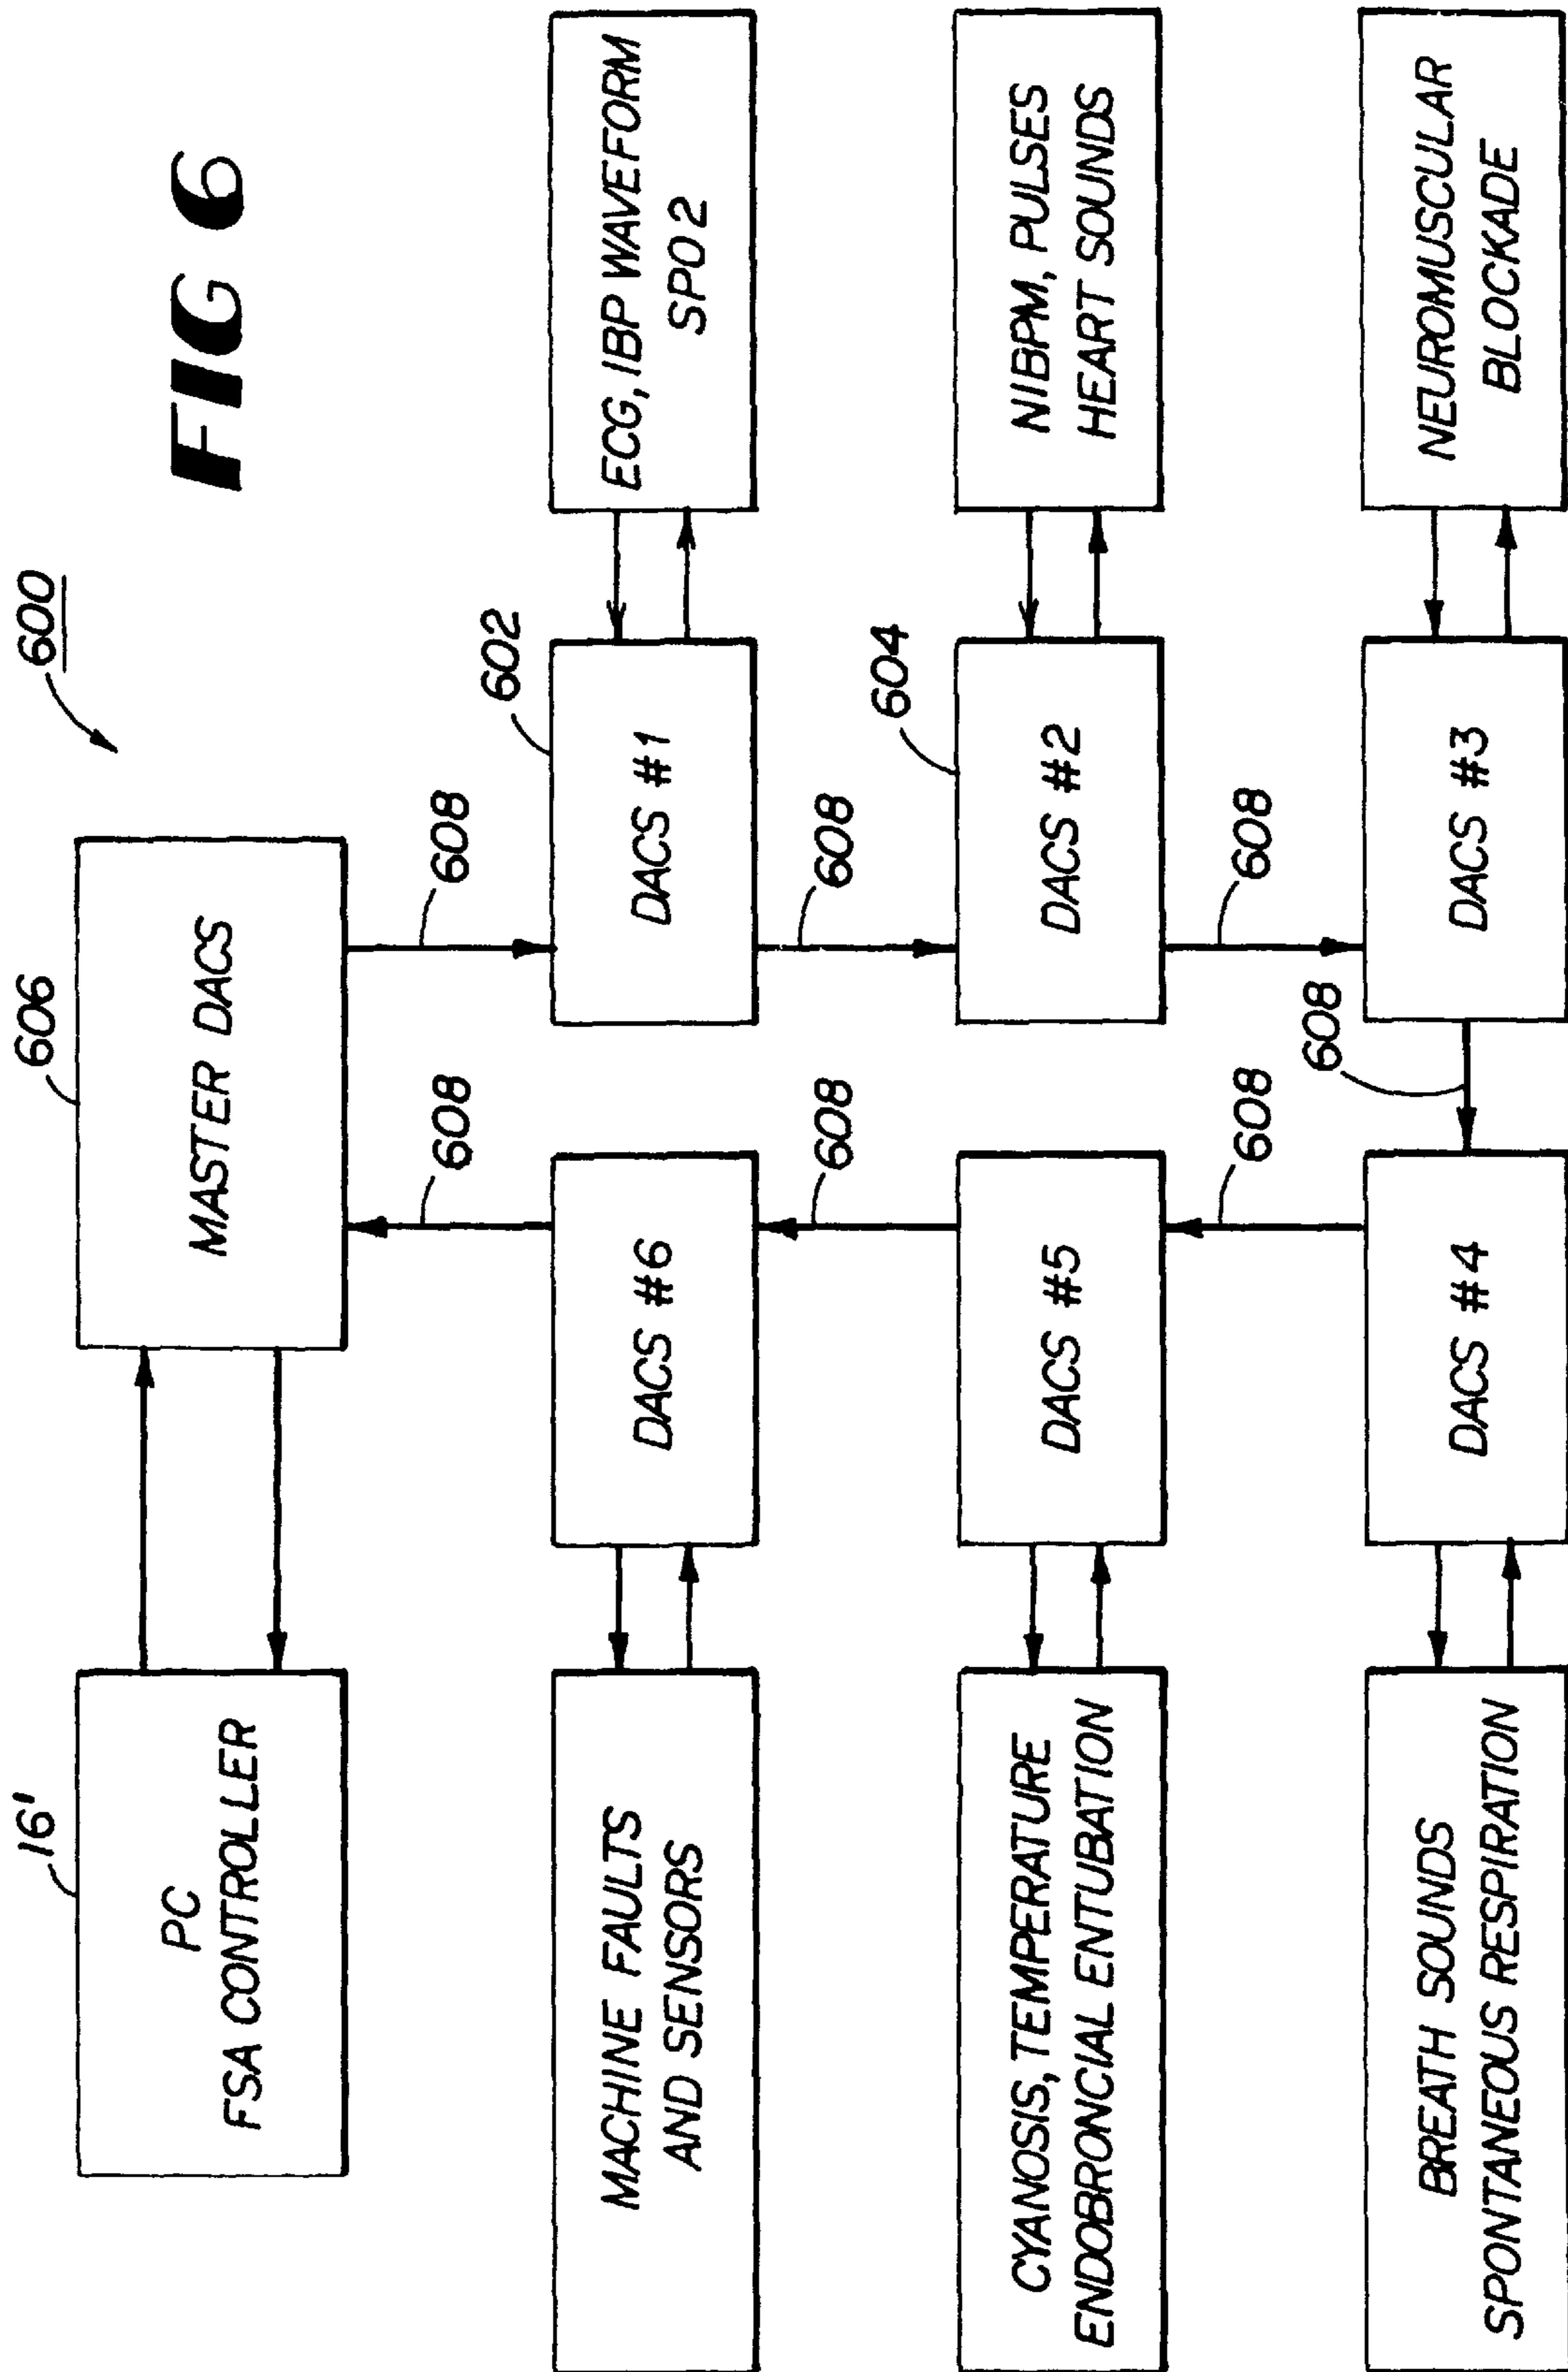 FIG 6
600
16'
606
PC
FSA CONTROLLER
MASTER DACS
608
608
602
MACHINE FAULTS
AND SENSORS
DACS #6
DACS #1
ECG, IBP WAVEFORM
SPO2
608
608
604
CYANOSIS, TEMPERATURE
ENDOBRONCIAL ENTUBATION
DACS #5
DACS #2
NIBPM, PULSES
HEART SOUNDS
608
608
608
BREATH SOUNDS
SPONTANEOUS RESPIRATION
DACS #4
DACS #3
NEUROMUSCULAR
BLOCKADE